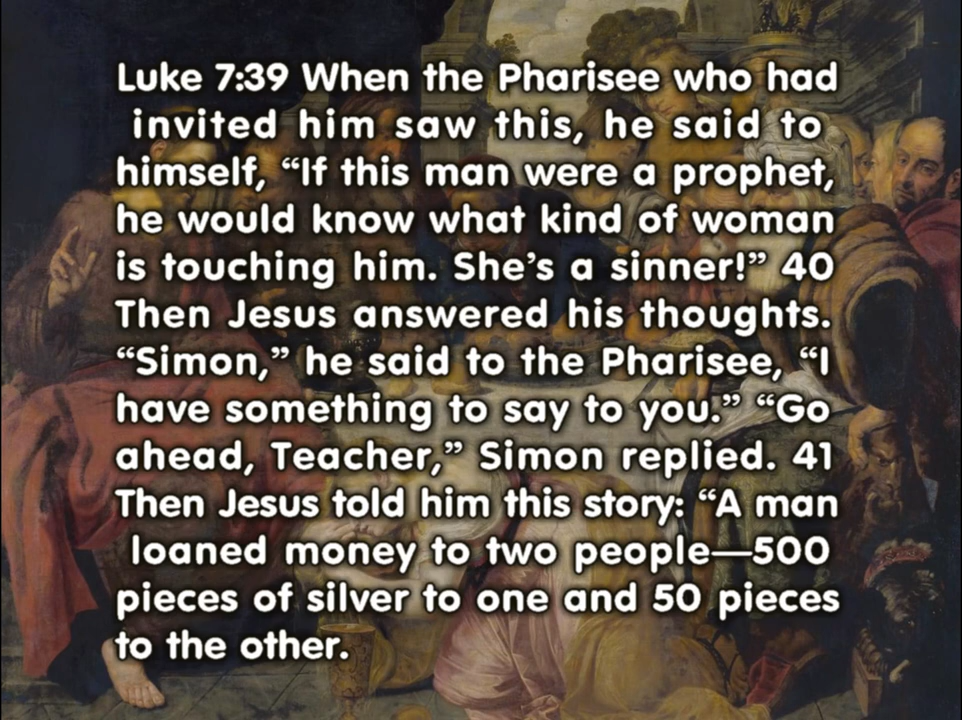 Luke 7:39 When the Pharisee who had
invited him saw this, he said to
himself, “If this man were a prophet,
he would know what kind of woman
is touching him. She’s a sinner!” 40
Then Jesus answered his thoughts.
“Simon,” he said to the Pharisee, “I
have something to say to you.” “Go
ahead, Teacher,” Simon replied. 41
Then Jesus told him this story: “A man
loaned money to two people—500
pieces of silver to one and 50 pieces
to the other.